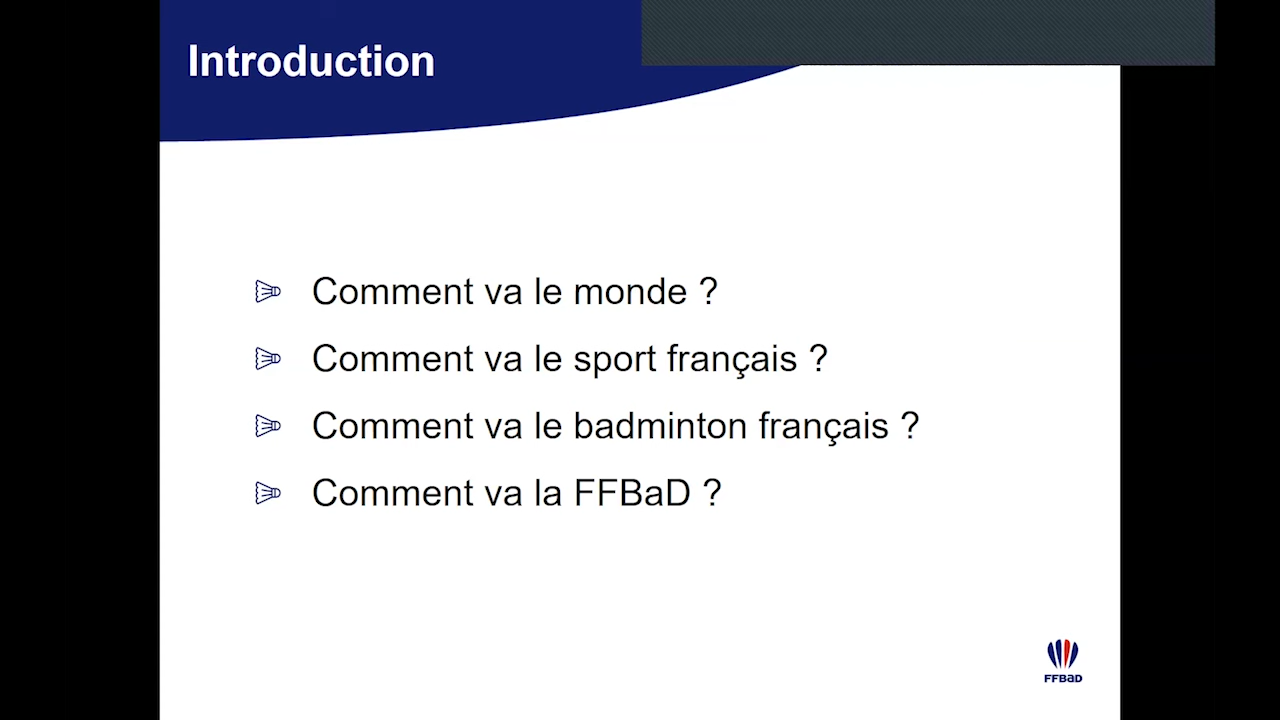 Introduction
Comment va le monde ?
Comment va le sport français ?
Comment va le badminton français ?
Comment va la FFBaD ?
FFBaD